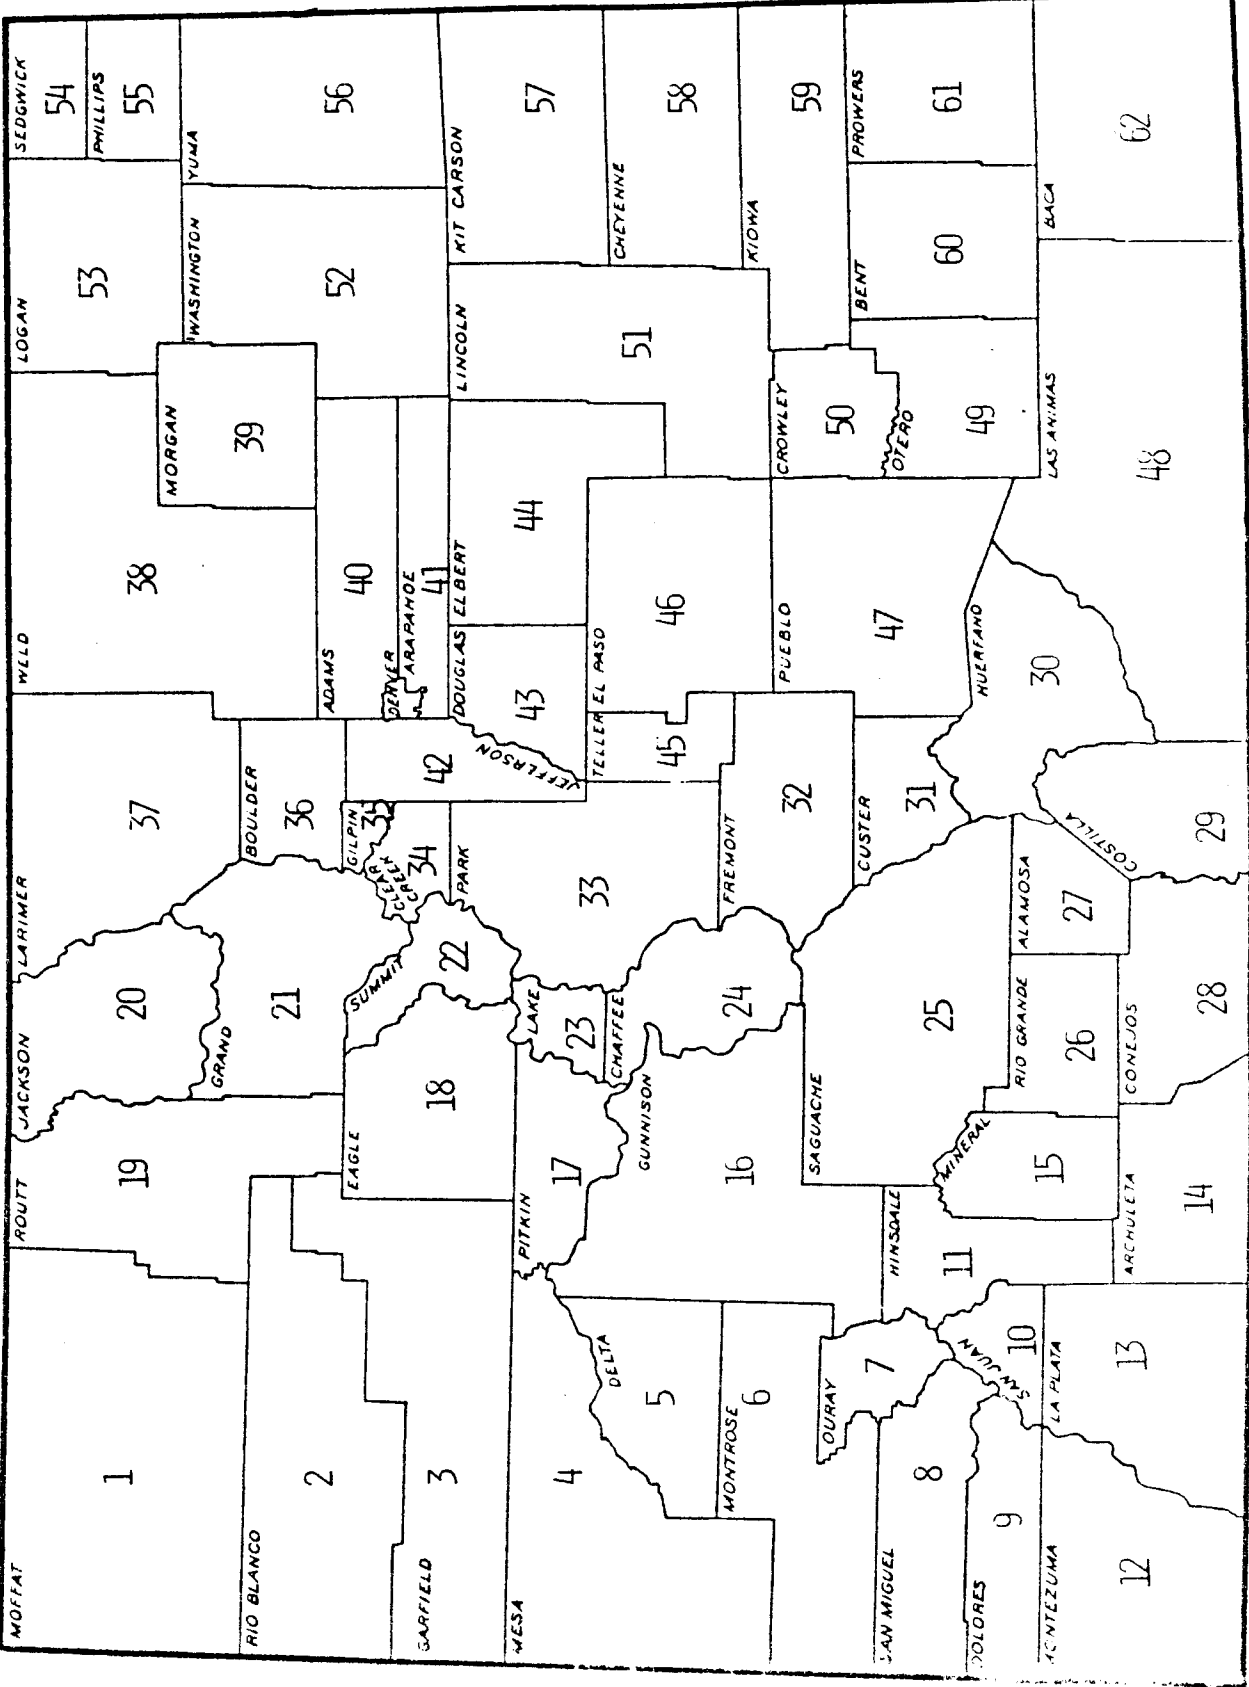 MOFFAT
1
ROUTT
19
JACKSON
20
LARIMER
37
WELD
38
LOGAN
53
SEDGWICK
54
PHILLIPS
55
RIO BLANCO
2
GRAND
21
BOULDER
36
MORGAN
39
WASHINGTON
52
YUMA
56
GARFIELD
3
EAGLE
18
SUMMIT
22
GILPIN
35
CLEAR
CREEK
34
JEFFERSON
42
ADAMS
40
DENVER
ARAPAHOE
41
MESA
4
PITKIN
17
LAKE
23
PARK
33
DOUGLAS
43
ELBERT
44
LINCOLN
51
KIT CARSON
57
DELTA
5
GUNNISON
16
CHAFFEE
24
TELLER
45
EL PASO
46
CHEYENNE
58
MONTROSE
6
OURAY
7
SAGUACHE
25
FREMONT
32
CUSTER
31
PUEBLO
47
CROWLEY
50
KIOWA
59
SAN MIGUEL
8
HINSDALE
11
MINERAL
15
OTERO
49
BENT
60
PROWERS
61
DOLORES
9
SAN JUAN
10
RIO GRANDE
26
ALAMOSA
27
HUERFANO
30
MONTEZUMA
12
LA PLATA
13
ARCHULETA
14
CONEJOS
28
COSTILLA
29
LAS ANIMAS
48
BACA
62